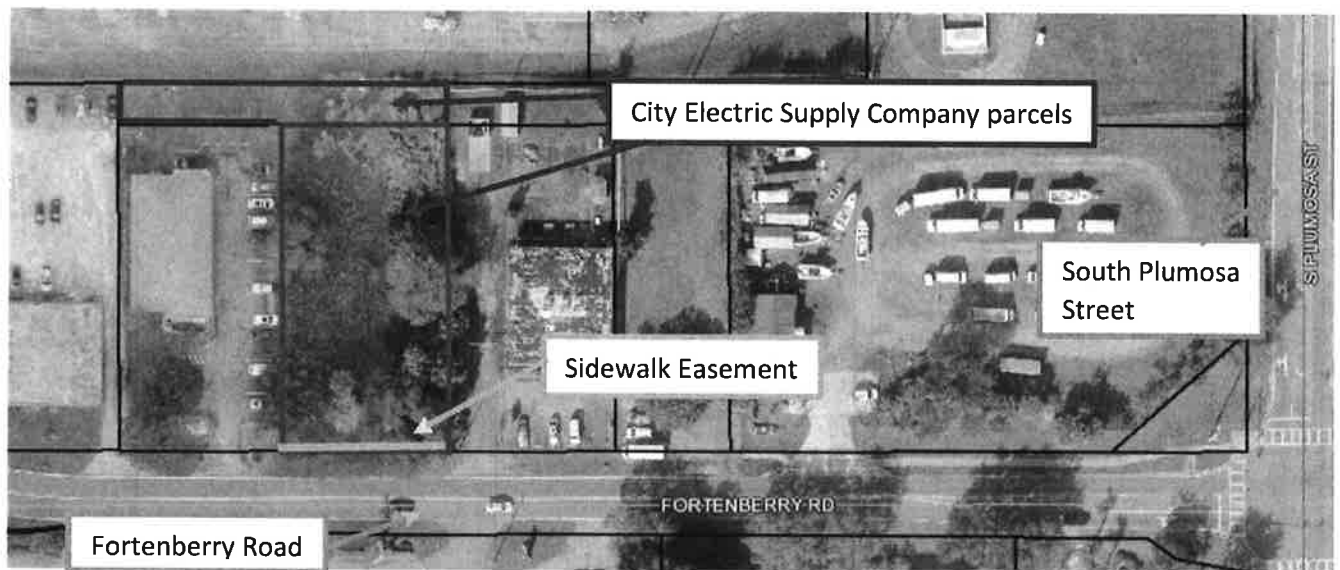 City Electric Supply Company parcels
S PLUMOSA ST
South Plumosa
Street
Sidewalk Easement
FORTENBERRY RD
Fortenberry Road